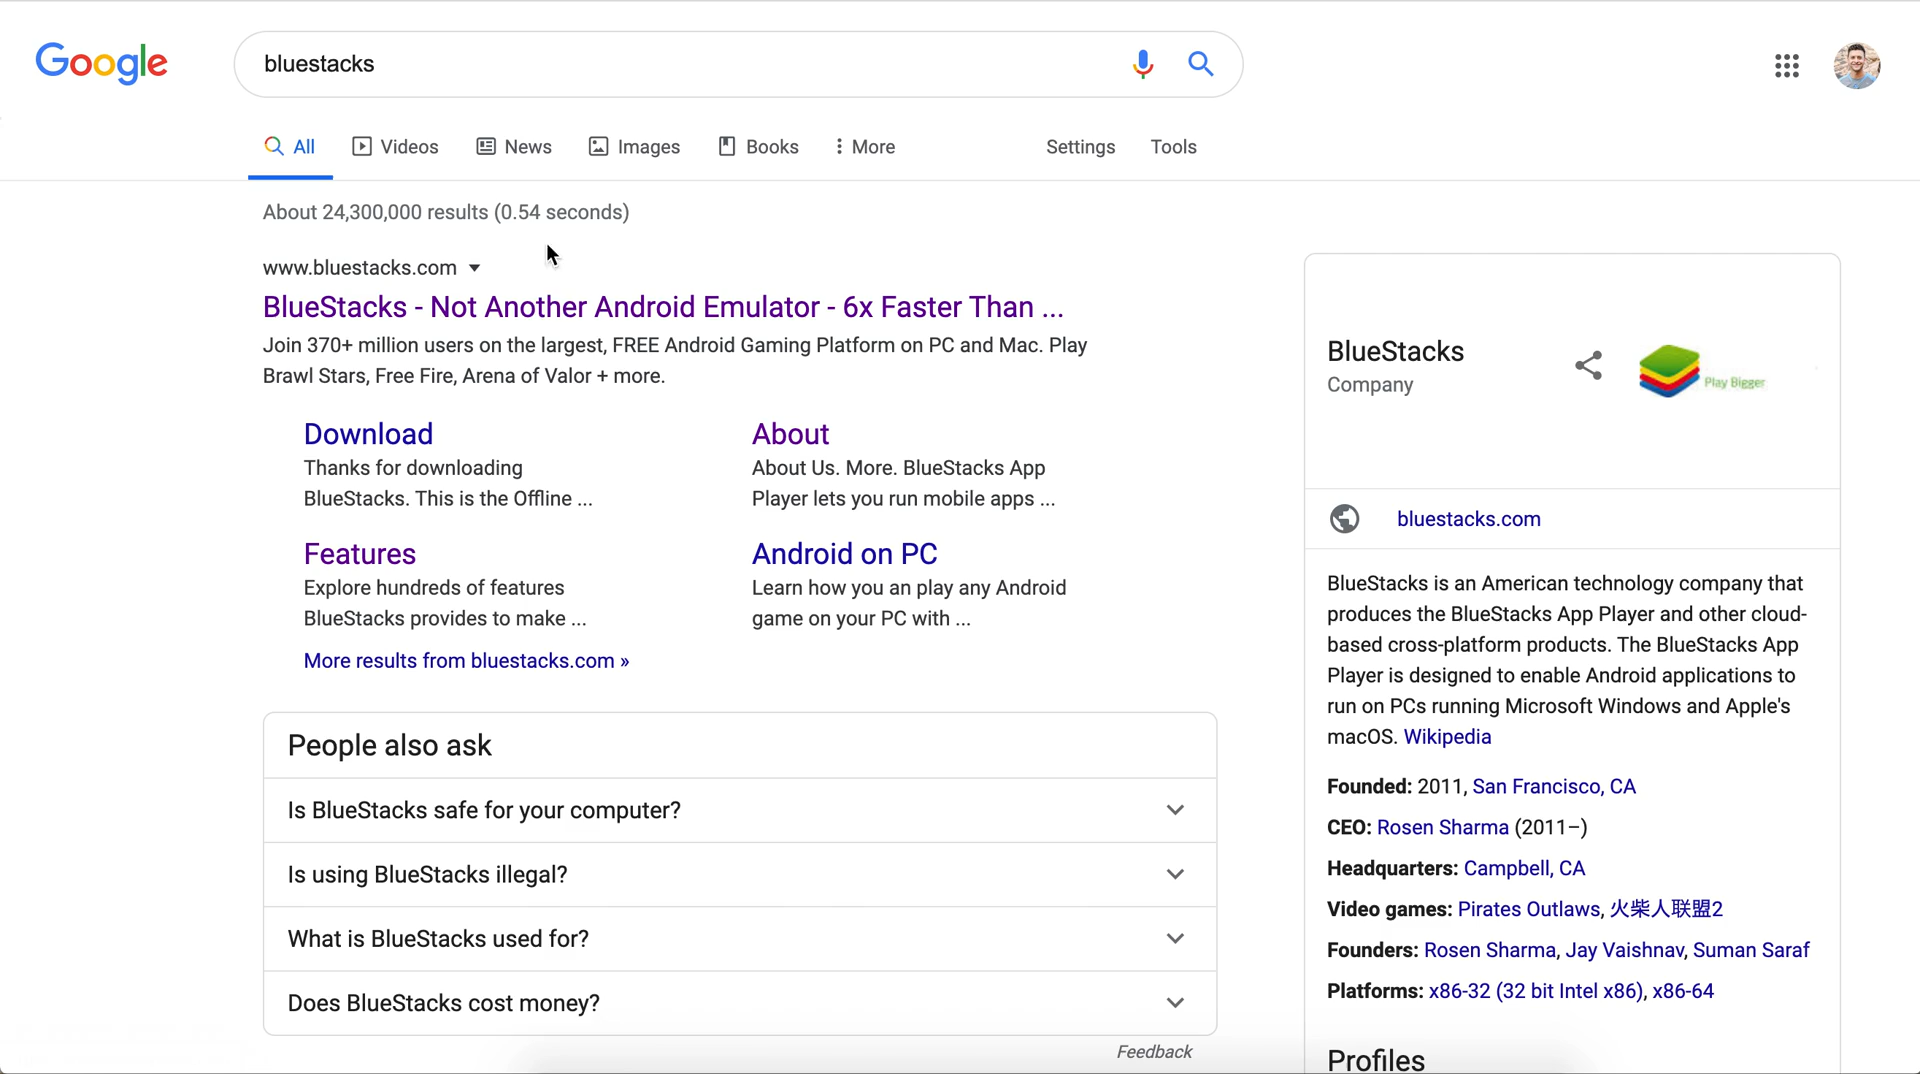 Google
bluestacks
All
Videos
News
Images
Books
More
Settings
Tools
About 24,300,000 results (0.54 seconds)
www.bluestacks.com
BlueStacks - Not Another Android Emulator - 6x Faster Than ...
Join 370+ million users on the largest, FREE Android Gaming Platform on PC and Mac. Play
Brawl Stars, Free Fire, Arena of Valor + more.
Download
Thanks for downloading
BlueStacks. This is the Offline ...
About
About Us. More. BlueStacks App
Player lets you run mobile apps ...
Features
Explore hundreds of features
BlueStacks provides to make ...
Android on PC
Learn how you an play any Android
game on your PC with ...
More results from bluestacks.com »
People also ask
Is BlueStacks safe for your computer?
Is using BlueStacks illegal?
What is BlueStacks used for?
Does BlueStacks cost money?
Feedback
BlueStacks
Company
Play Bigger
bluestacks.com
BlueStacks is an American technology company that
produces the BlueStacks App Player and other cloud-
based cross-platform products. The BlueStacks App
Player is designed to enable Android applications to
run on PCs running Microsoft Windows and Apple's
macOS. Wikipedia
Founded: 2011, San Francisco, CA
CEO: Rosen Sharma (2011–)
Headquarters: Campbell, CA
Video games: Pirates Outlaws, 火柴人联盟2
Founders: Rosen Sharma, Jay Vaishnav, Suman Saraf
Platforms: x86-32 (32 bit Intel x86), x86-64
Profiles